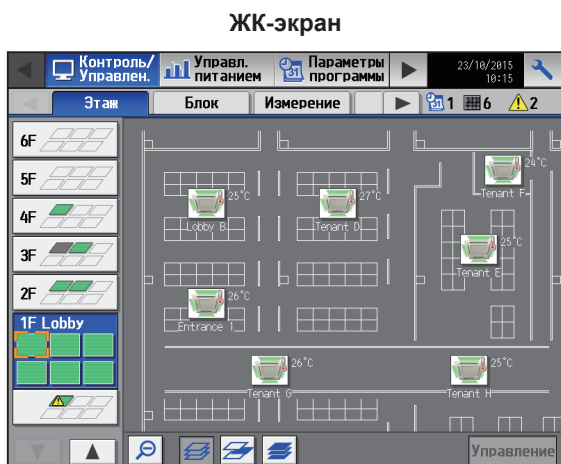 ЖК-экран
Контроль/
Управлен.
Управл.
питанием
31
Параметры
программы
23/10/2015
10:15
Этаж
Блок
Измерение
31 1
6
2
6F
5F
4F
3F
2F
1F Lobby
24°C
Tenant F
25°C
Lobby B
27°C
Tenant D
25°C
Tenant E
26°C
Entrance 1
26°C
Tenant G
25°C
Tenant H
Управление